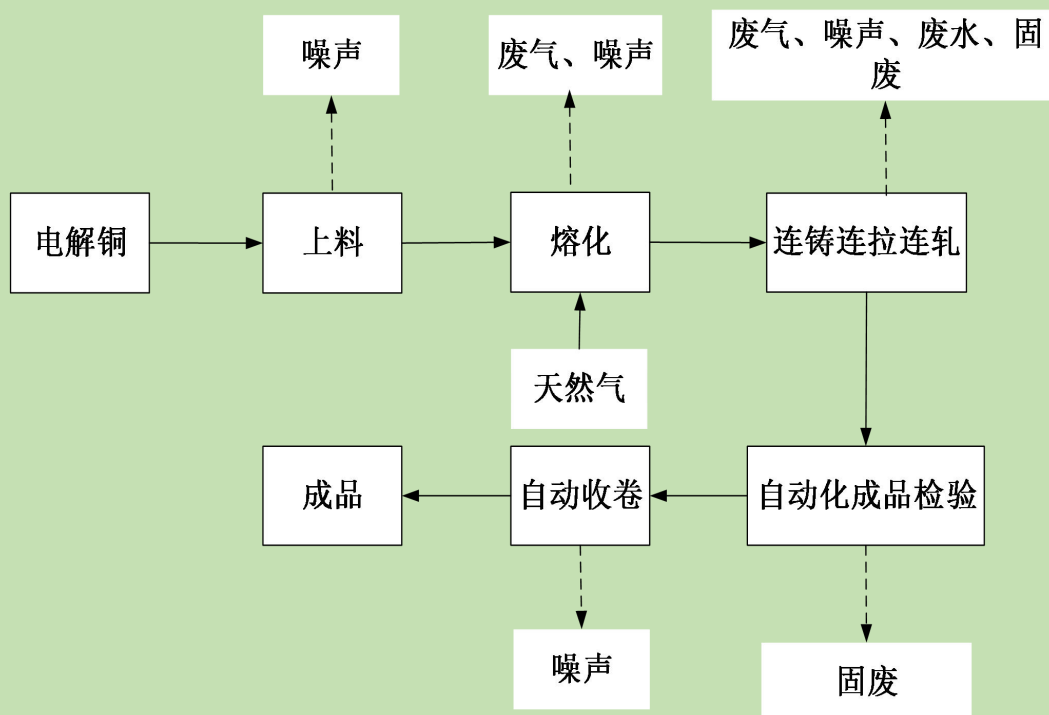 噪声
废气、噪声
废气、噪声、废水、固
废
电解铜
上料
熔化
连铸连拉连轧
天然气
成品
自动收卷
自动化成品检验
噪声
固废